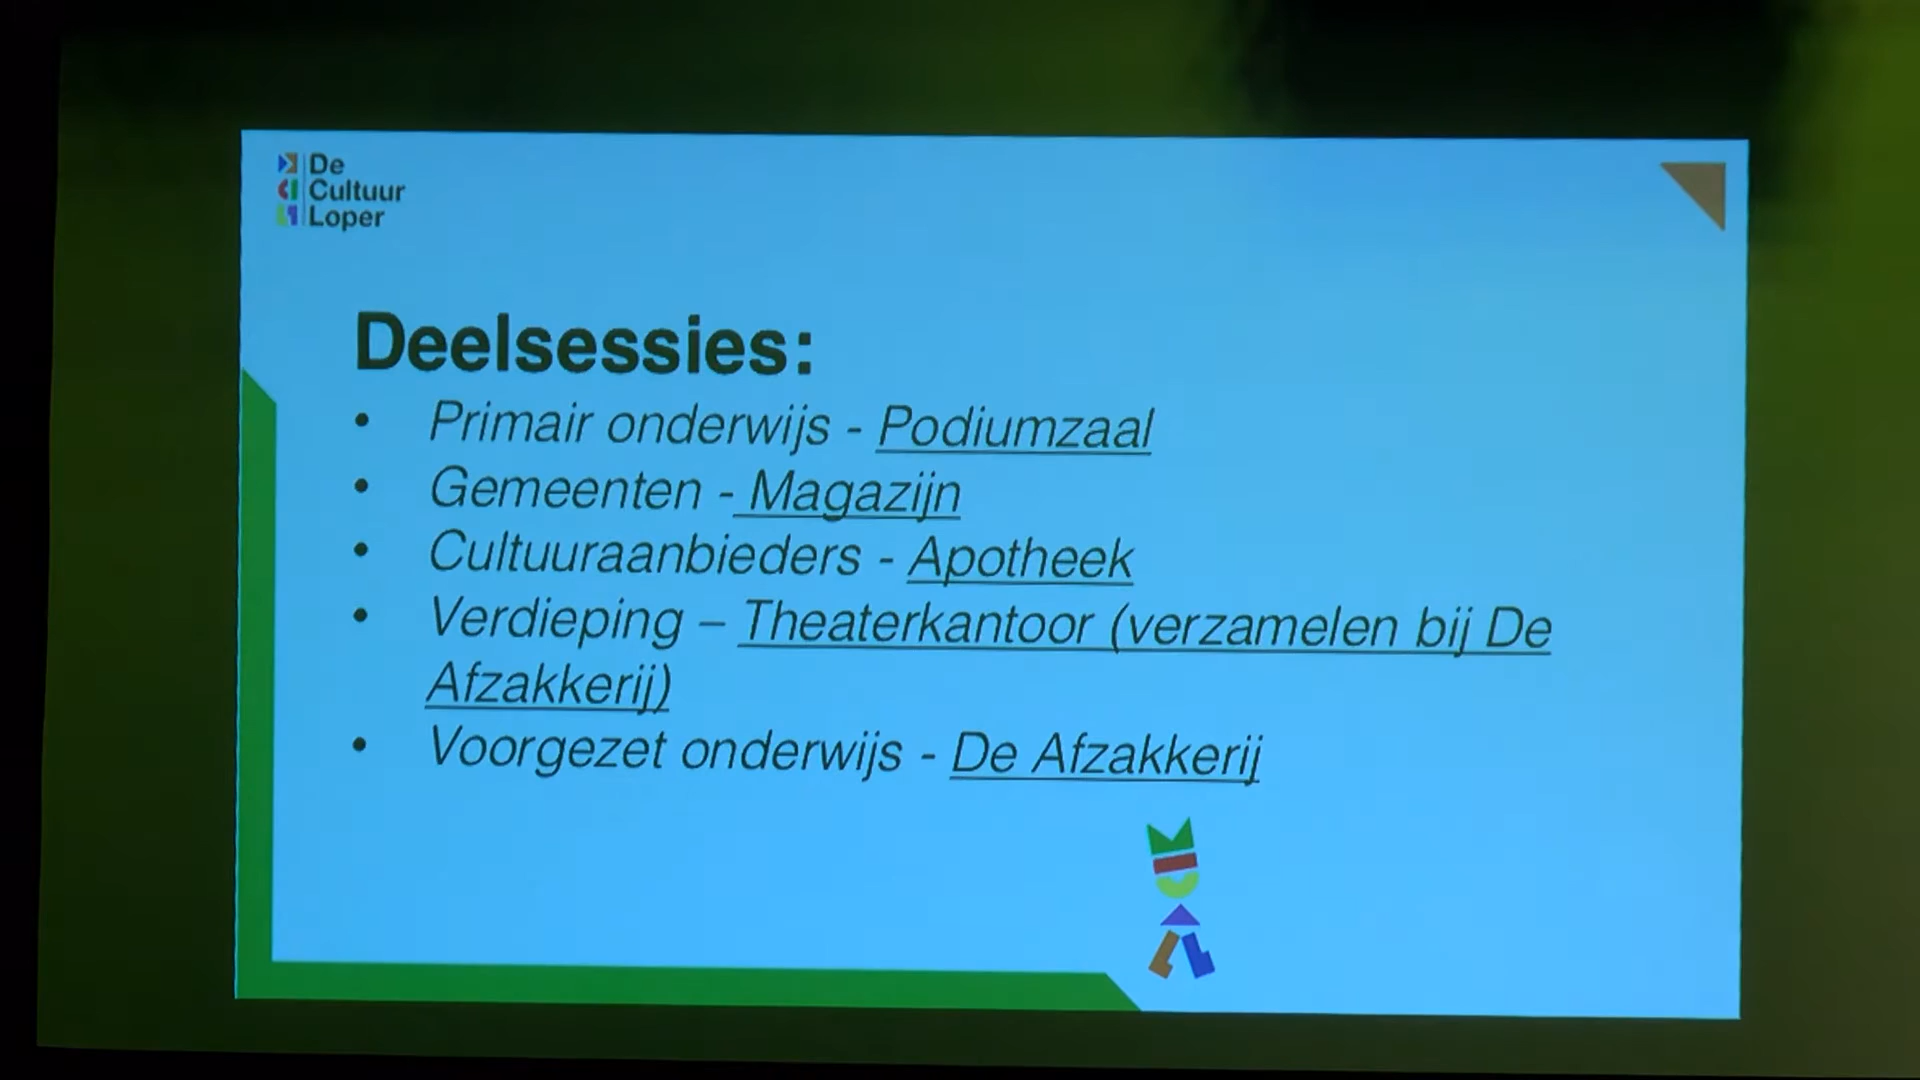 De
Cultuur
Loper
Deelsessies:
• Primair onderwijs - Podiumzaal
• Gemeenten - Magazijn
• Cultuuraanbieders - Apotheek
• Verdieping – Theaterkantoor (verzamelen bij De
Afzakkerij)
• Voorgezet onderwijs - De Afzakkerij